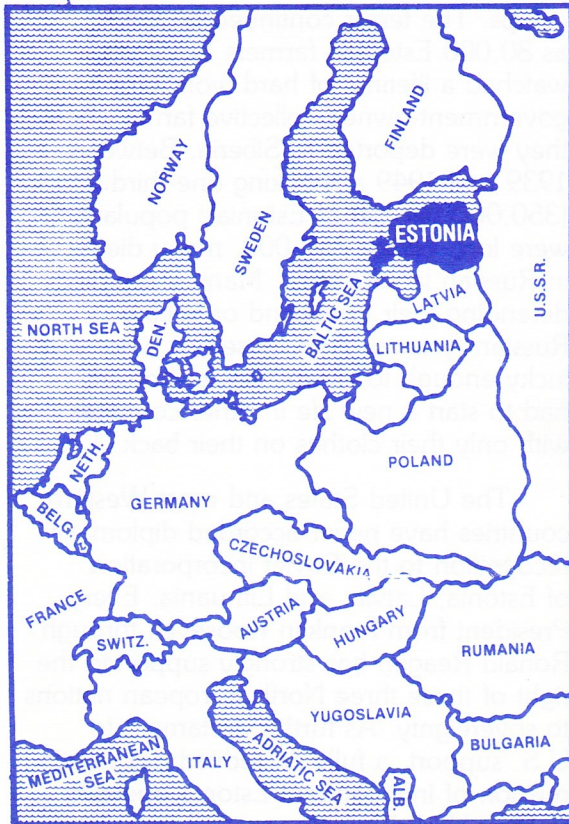 FINLAND
NORWAY
SWEDEN
ESTONIA
U.S.S.R.
LATVIA
BALTIC SEA
NORTH SEA
DEN.
LITHUANIA
NETH.
POLAND
BELG.
GERMANY
CZECHOSLOVAKIA
FRANCE
AUSTRIA
HUNGARY
SWITZ.
RUMANIA
YUGOSLAVIA
BULGARIA
MEDITERRANEAN
SEA
ITALY
ADRIATIC SEA
ALB.